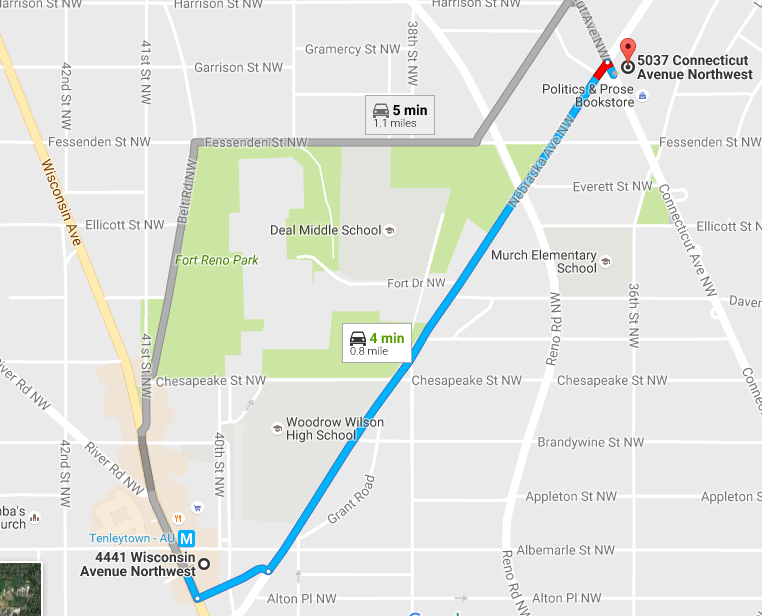 Harrison St NW
Harrison St NW
Harrison St NW
Gramercy St NW
41st St NW
38th St NW
Garrison St NW
42nd St NW
5037 Connecticut
Avenue Northwest
Politics & Prose
Bookstore
5 min
1.1 miles
Fessenden St NW
Fessenden St NW
Fessenden St NW
Nebraska Ave NW
Wisconsin Ave
Belt Rd NW
Everett St NW
Connecticut Ave NW
Ellicott St NW
Ellicott St N
Deal Middle School
Fort Reno Park
Murch Elementary
School
Fort Dr NW
36th St NW
Daven
Reno Rd NW
4 min
0.8 mile
41st St NW
Chesapeake St NW
Chesapeake St NW
Chesapeake St NW
Connec
River Rd NW
Woodrow Wilson
High School
40th St NW
42nd St NW
River Rd NW
Brandywine St NW
Grant Road
Appleton St NW
Appleton S
mba's
hurch
Tenleytown - AU
M
Albemarle St NW
4441 Wisconsin
Avenue Northwest
Reno Rd NW
Alton Pl NW
Alton Pl NW